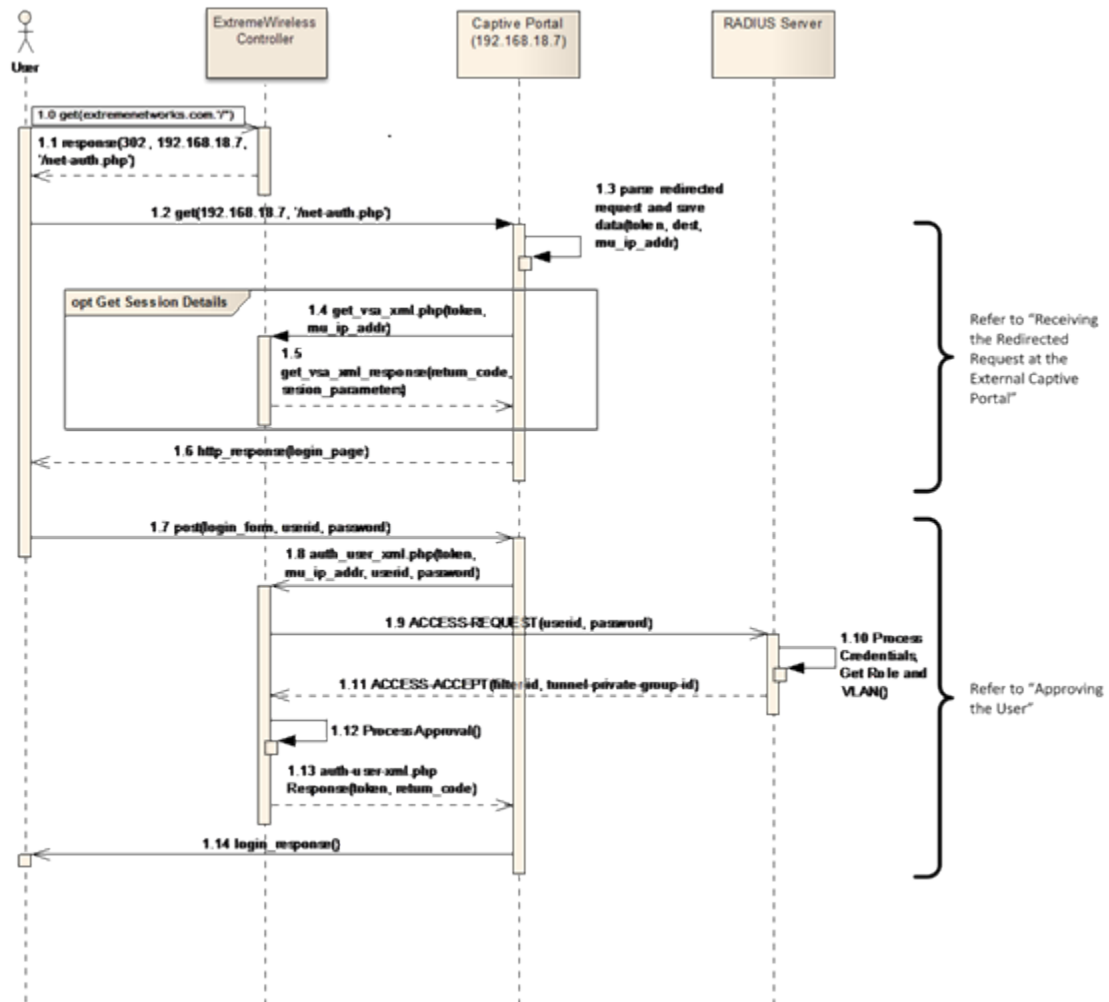 User
ExtremeWireless
Controller
Captive Portal
(192.168.18.7)
RADIUS Server
1.0 get(extremenetworks.com.'/'')
1.1 response(302 , 192.168.18.7,
'/net-auth.php')
1.2 get(192.168.18.7, '/net-auth.php')
1.3 parse redirected
request and save
data(token, dest,
mu_ip_addr)
opt Get Session Details
1.4 get_vsa_xml.php(token,
mu_ip_addr)
1.5
get_vsa_xml_response(return_code,
sesion_parameters)
1.6 http_response(login_page)
Refer to “Receiving
the Redirected
Request at the
External Captive
Portal”
1.7 post(login_form, userid, password)
1.8 auth_user_xml.php(token,
mu_ip_addr, userid, password)
1.9 ACCESS-REQUEST(userid, password)
1.10 Process
Credentials,
Get Role and
VLAN()
1.11 ACCESS-ACCEPT(filter-id, tunnel-private-group-id)
1.12 Process Approval()
1.13 auth-user-xml.php
Response(token, return_code)
1.14 login_response()
Refer to “Approving
the User”